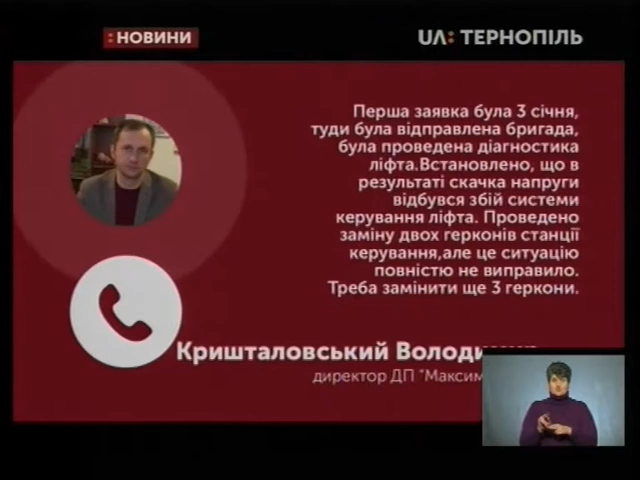 :НОВИНИ
UA: ТЕРНОПІЛЬ
Перша заявка була 3 січня,
туди була відправлена бригада,
була проведена діагностика
ліфта.Встановлено, що в
результаті скачка напруги
відбувся збій системи
керування ліфта. Проведено
заміну двох герконів станції
керування,але це ситуацію
повністю не виправило.
Треба замінити ще 3 геркони.
Кришталовський
директор ДП "Максим